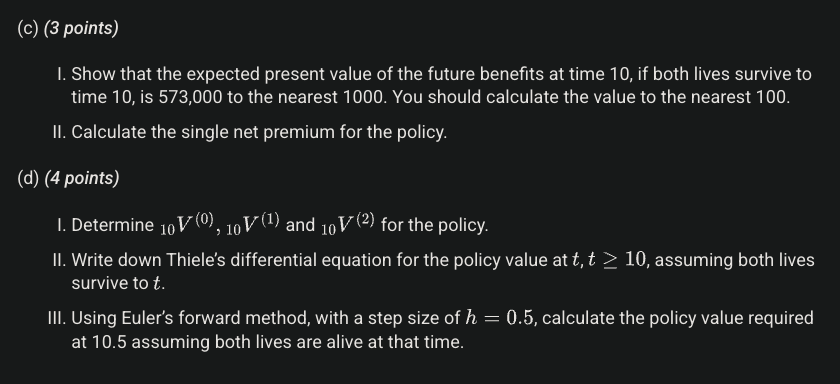 (c) (3 points)
I. Show that the expected present value of the future benefits at time 10, if both lives survive to
time 10, is 573,000 to the nearest 1000. You should calculate the value to the nearest 100.
II. Calculate the single net premium for the policy.
(d) (4 points)
I. Determine ₁₀V⁽⁰⁾, ₁₀V⁽¹⁾ and ₁₀V⁽²⁾ for the policy.
II. Write down Thiele’s differential equation for the policy value at t, t ≥ 10, assuming both lives
survive to t.
III. Using Euler’s forward method, with a step size of h = 0.5, calculate the policy value required
at 10.5 assuming both lives are alive at that time.